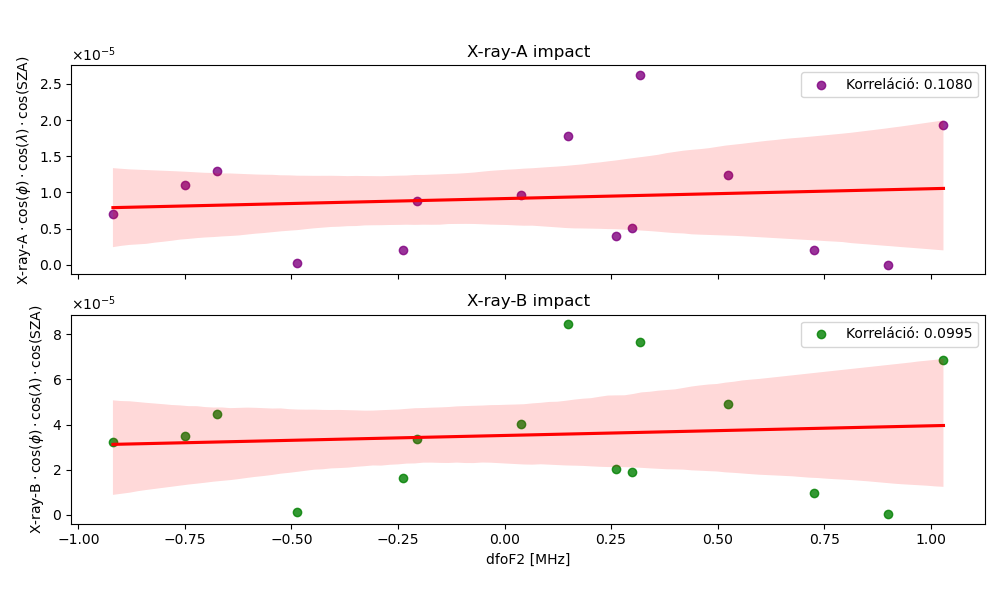 ×10⁻⁵
X-ray-A impact
X-ray-A · cos(ϕ) · cos(λ) · cos(SZA)
2.5
2.0
1.5
1.0
0.5
0.0
Korreláció: 0.1080
×10⁻⁵
X-ray-B impact
X-ray-B · cos(ϕ) · cos(λ) · cos(SZA)
8
6
4
2
0
Korreláció: 0.0995
−1.00 −0.75 −0.50 −0.25 0.00 0.25 0.50 0.75 1.00
dfoF2 [MHz]